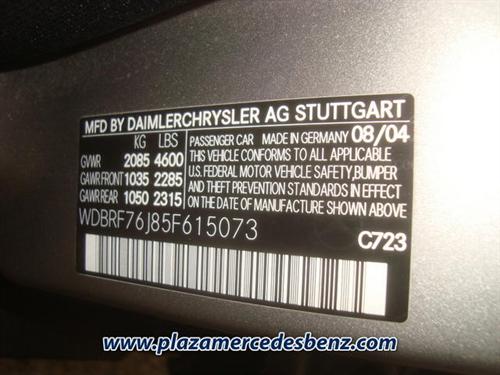 MFD BY DAIMLERCHRYSLER AG STUTTGART
KG LBS
GVWR 2085 4600
GAWR FRONT 1035 2285
GAWR REAR 1050 2315
PASSENGER CAR MADE IN GERMANY 08/04
THIS VEHICLE CONFORMS TO ALL APPLICABLE
U.S. FEDERAL MOTOR VEHICLE SAFETY,BUMPER
AND THEFT PREVENTION STANDARDS IN EFFECT
ON THE DATE OF MANUFACTURE SHOWN ABOVE
WDBRF76J85F615073
C723
www.plazamercedesbenz.com